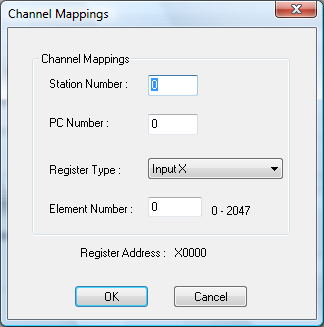 Channel Mappings
Channel Mappings
Station Number : 0
PC Number : 0
Register Type : Input X
Element Number : 0 0 - 2047
Register Address : X0000
OK Cancel